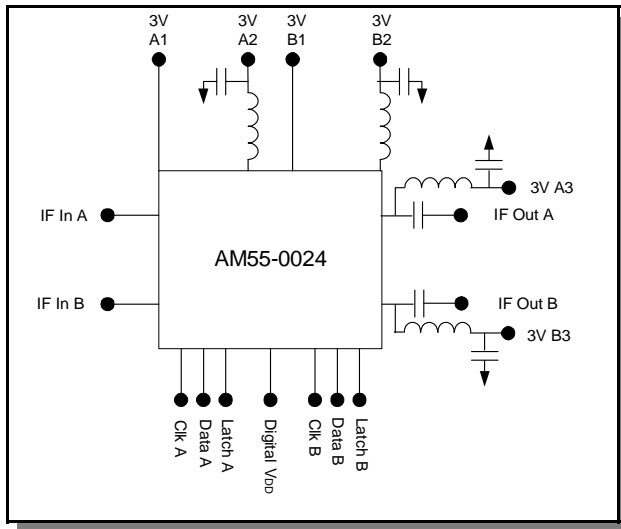 3V
A1
3V
A2
3V
B1
3V
B2
3V A3
IF In A
IF Out A
AM55-0024
IF In B
IF Out B
3V B3
Clk A
Data A
Latch A
Digital VDD
Clk B
Data B
Latch B